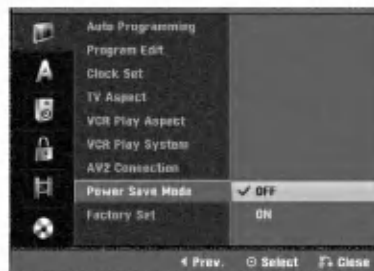 Auto Programming
Program Edit
A
Clock Set
TV Aspect
VCR Play Aspect
VCR Play System
AV2 Connection
Power Save Mode ✓ OFF
Factory Set ON
Prev. Select Close